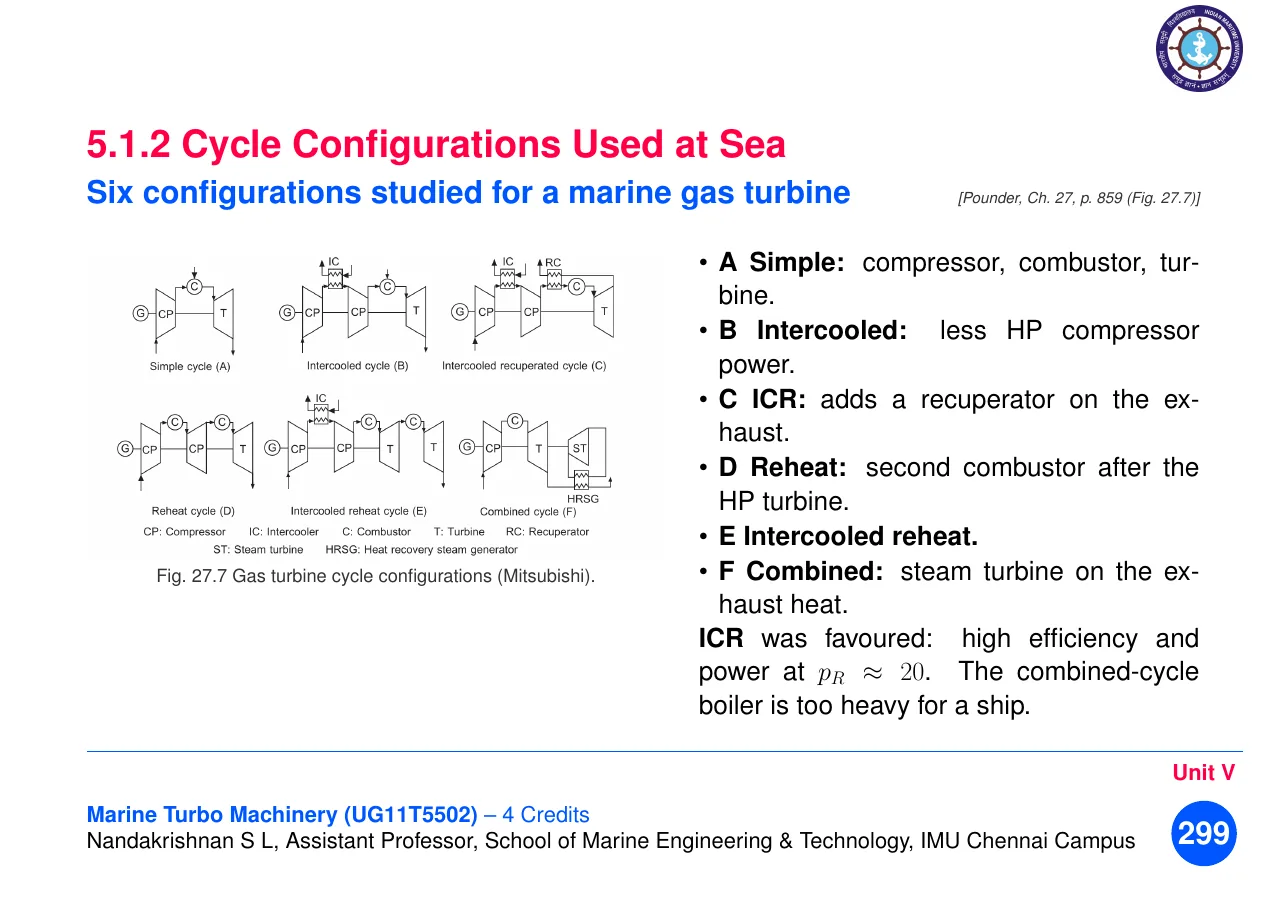 समुद्री विश्वविद्यालय
INDIAN MARITIME UNIVERSITY
5.1.2 Cycle Configurations Used at Sea
Six configurations studied for a marine gas turbine
[Pounder, Ch. 27, p. 859 (Fig. 27.7)]
IC
IC
RC
C
C
C
G
CP
T
G
CP
CP
T
G
CP
CP
T
Simple cycle (A)
Intercooled cycle (B)
Intercooled recuperated cycle (C)
IC
C
C
C
C
C
G
CP
CP
T
G
CP
CP
T
T
G
CP
T
ST
HRSG
Reheat cycle (D)
Intercooled reheat cycle (E)
Combined cycle (F)
CP: Compressor IC: Intercooler C: Combustor T: Turbine RC: Recuperator
ST: Steam turbine HRSG: Heat recovery steam generator
Fig. 27.7 Gas turbine cycle configurations (Mitsubishi).
• A Simple: compressor, combustor, tur-
bine.
• B Intercooled: less HP compressor
power.
• C ICR: adds a recuperator on the ex-
haust.
• D Reheat: second combustor after the
HP turbine.
• E Intercooled reheat.
• F Combined: steam turbine on the ex-
haust heat.
ICR was favoured: high efficiency and
power at pR ≈ 20. The combined-cycle
boiler is too heavy for a ship.
Unit V
Marine Turbo Machinery (UG11T5502) – 4 Credits
Nandakrishnan S L, Assistant Professor, School of Marine Engineering & Technology, IMU Chennai Campus
299